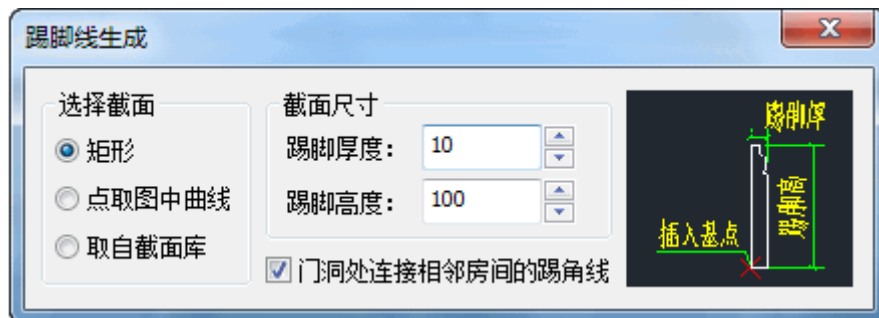 踢脚线生成
选择截面
矩形
点取图中曲线
取自截面库
截面尺寸
踢脚厚度：
10
踢脚高度：
100
门洞处连接相邻房间的踢角线
踢脚厚
踢脚高
插入基点